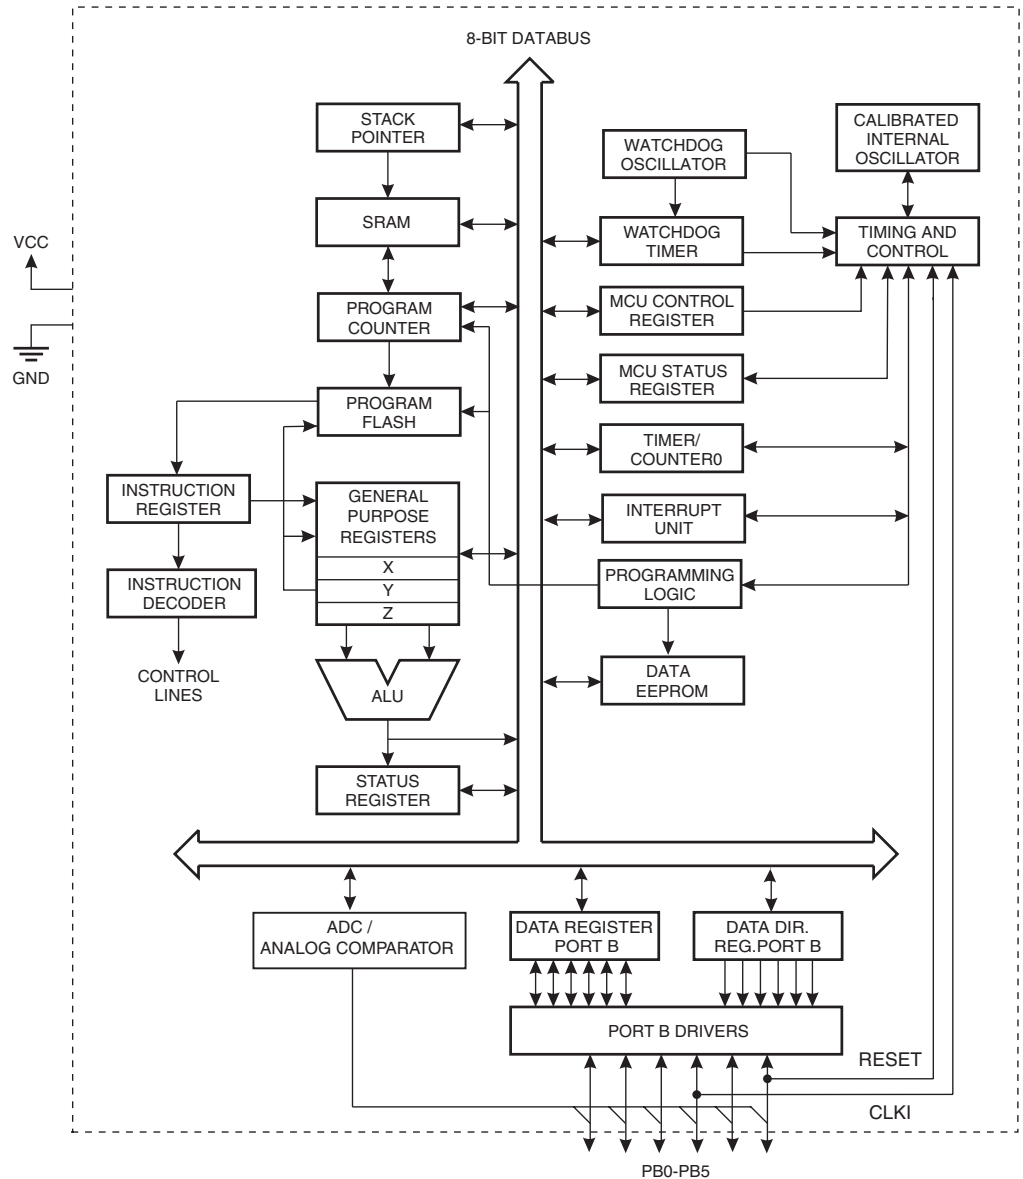 8-BIT DATABUS
STACK
POINTER
WATCHDOG
OSCILLATOR
CALIBRATED
INTERNAL
OSCILLATOR
SRAM
WATCHDOG
TIMER
TIMING AND
CONTROL
VCC
GND
PROGRAM
COUNTER
MCU CONTROL
REGISTER
MCU STATUS
REGISTER
PROGRAM
FLASH
TIMER/
COUNTER0
INSTRUCTION
REGISTER
GENERAL
PURPOSE
REGISTERS
X
Y
Z
INTERRUPT
UNIT
INSTRUCTION
DECODER
PROGRAMMING
LOGIC
CONTROL
LINES
ALU
DATA
EEPROM
STATUS
REGISTER
ADC /
ANALOG COMPARATOR
DATA REGISTER
PORT B
DATA DIR.
REG.PORT B
PORT B DRIVERS
RESET
CLKI
PB0-PB5